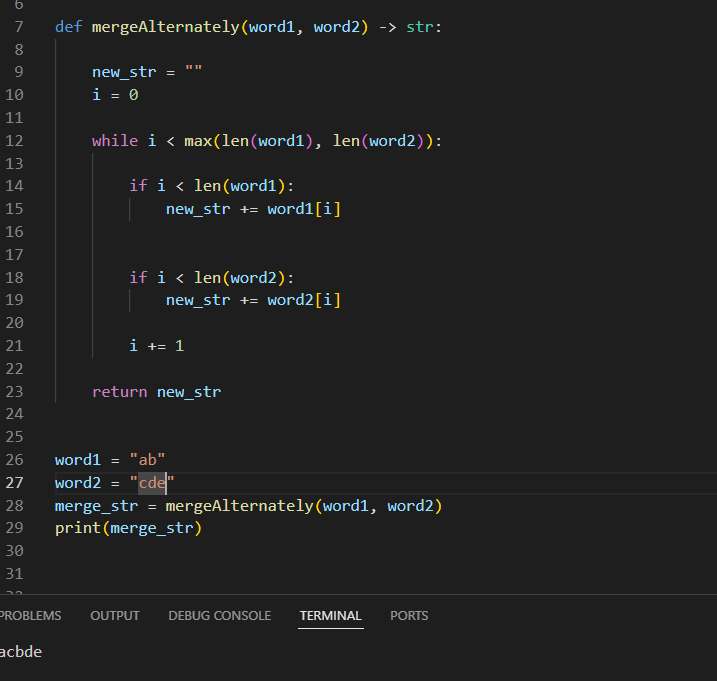 6
7 def mergeAlternately(word1, word2) -> str:
8
9 new_str = ""
10 i = 0
11
12 while i < max(len(word1), len(word2)):
13
14 if i < len(word1):
15 new_str += word1[i]
16
17
18 if i < len(word2):
19 new_str += word2[i]
20
21 i += 1
22
23 return new_str
24
25
26 word1 = "ab"
27 word2 = "cde"
28 merge_str = mergeAlternately(word1, word2)
29 print(merge_str)
30
31
PROBLEMS OUTPUT DEBUG CONSOLE TERMINAL PORTS
acbde